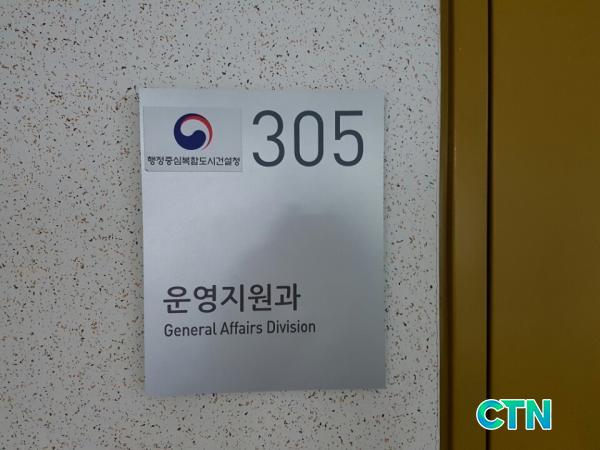 행정중심복합도시건설청
305
운영지원과
General Affairs Division
CTN